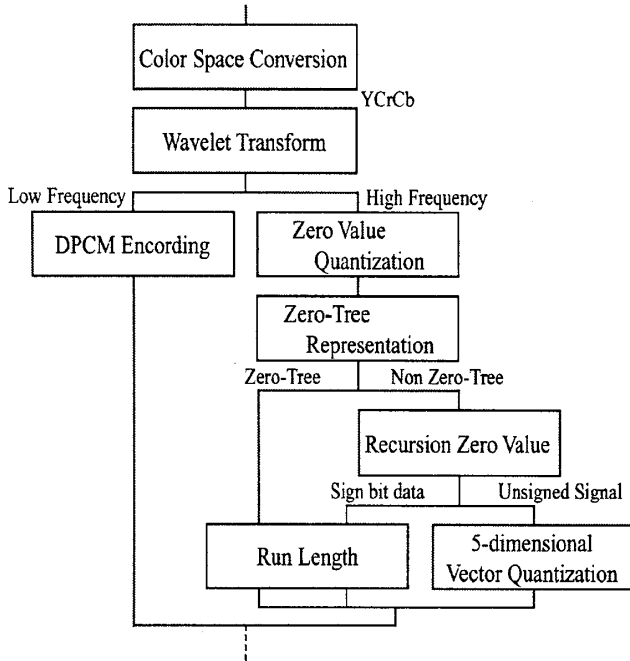 Color Space Conversion
YCrCb
Wavelet Transform
Low Frequency
High Frequency
DPCM Encording
Zero Value
Quantization
Zero-Tree
Representation
Zero-Tree
Non Zero-Tree
Recursion Zero Value
Sign bit data
Unsigned Signal
Run Length
5-dimensional
Vector Quantization